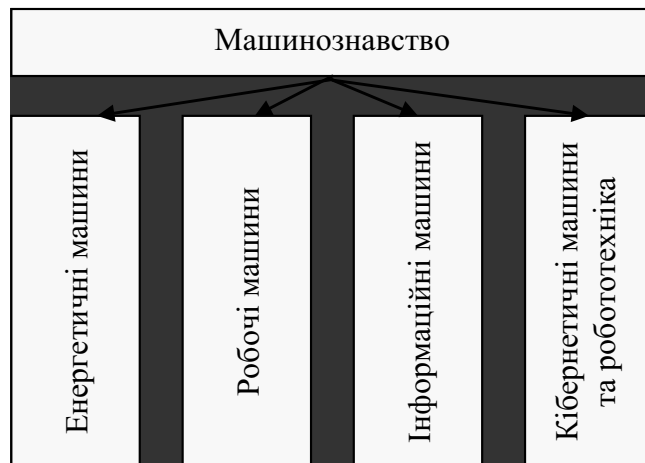 Машинознавство
Енергетичні машини
Робочі машини
Інформаційні машини
Кібернетичні машини
та робототехніка